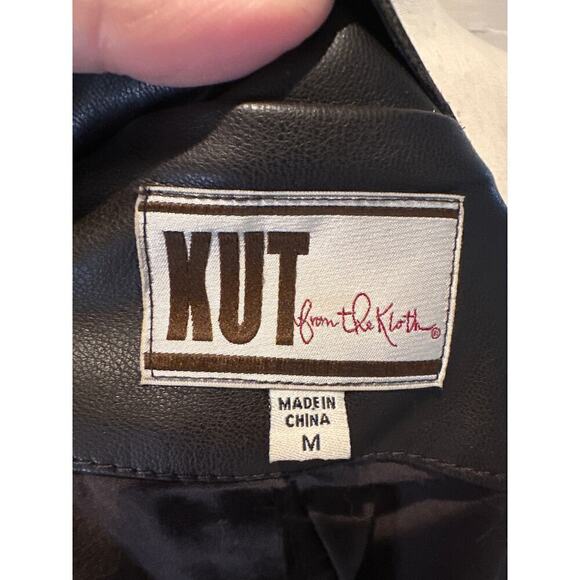 KUT from the Kloth®
MADE IN
CHINA
M